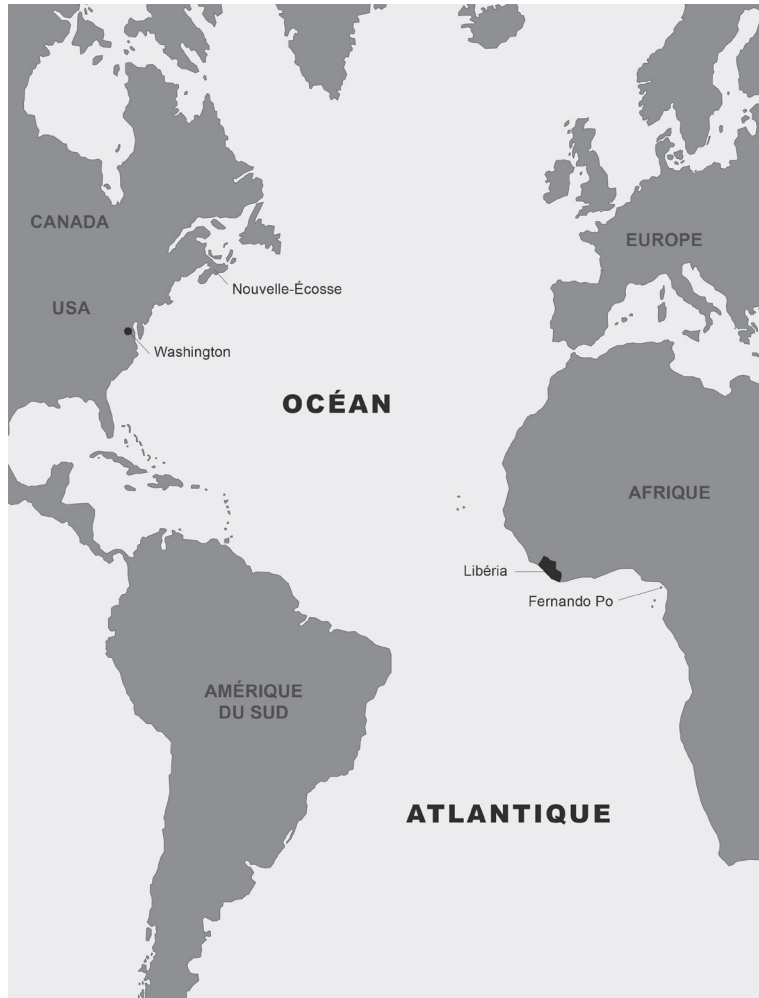 CANADA
EUROPE
Nouvelle-Écosse
USA
Washington
OCÉAN
AFRIQUE
Libéria
Fernando Po
AMÉRIQUE
DU SUD
ATLANTIQUE